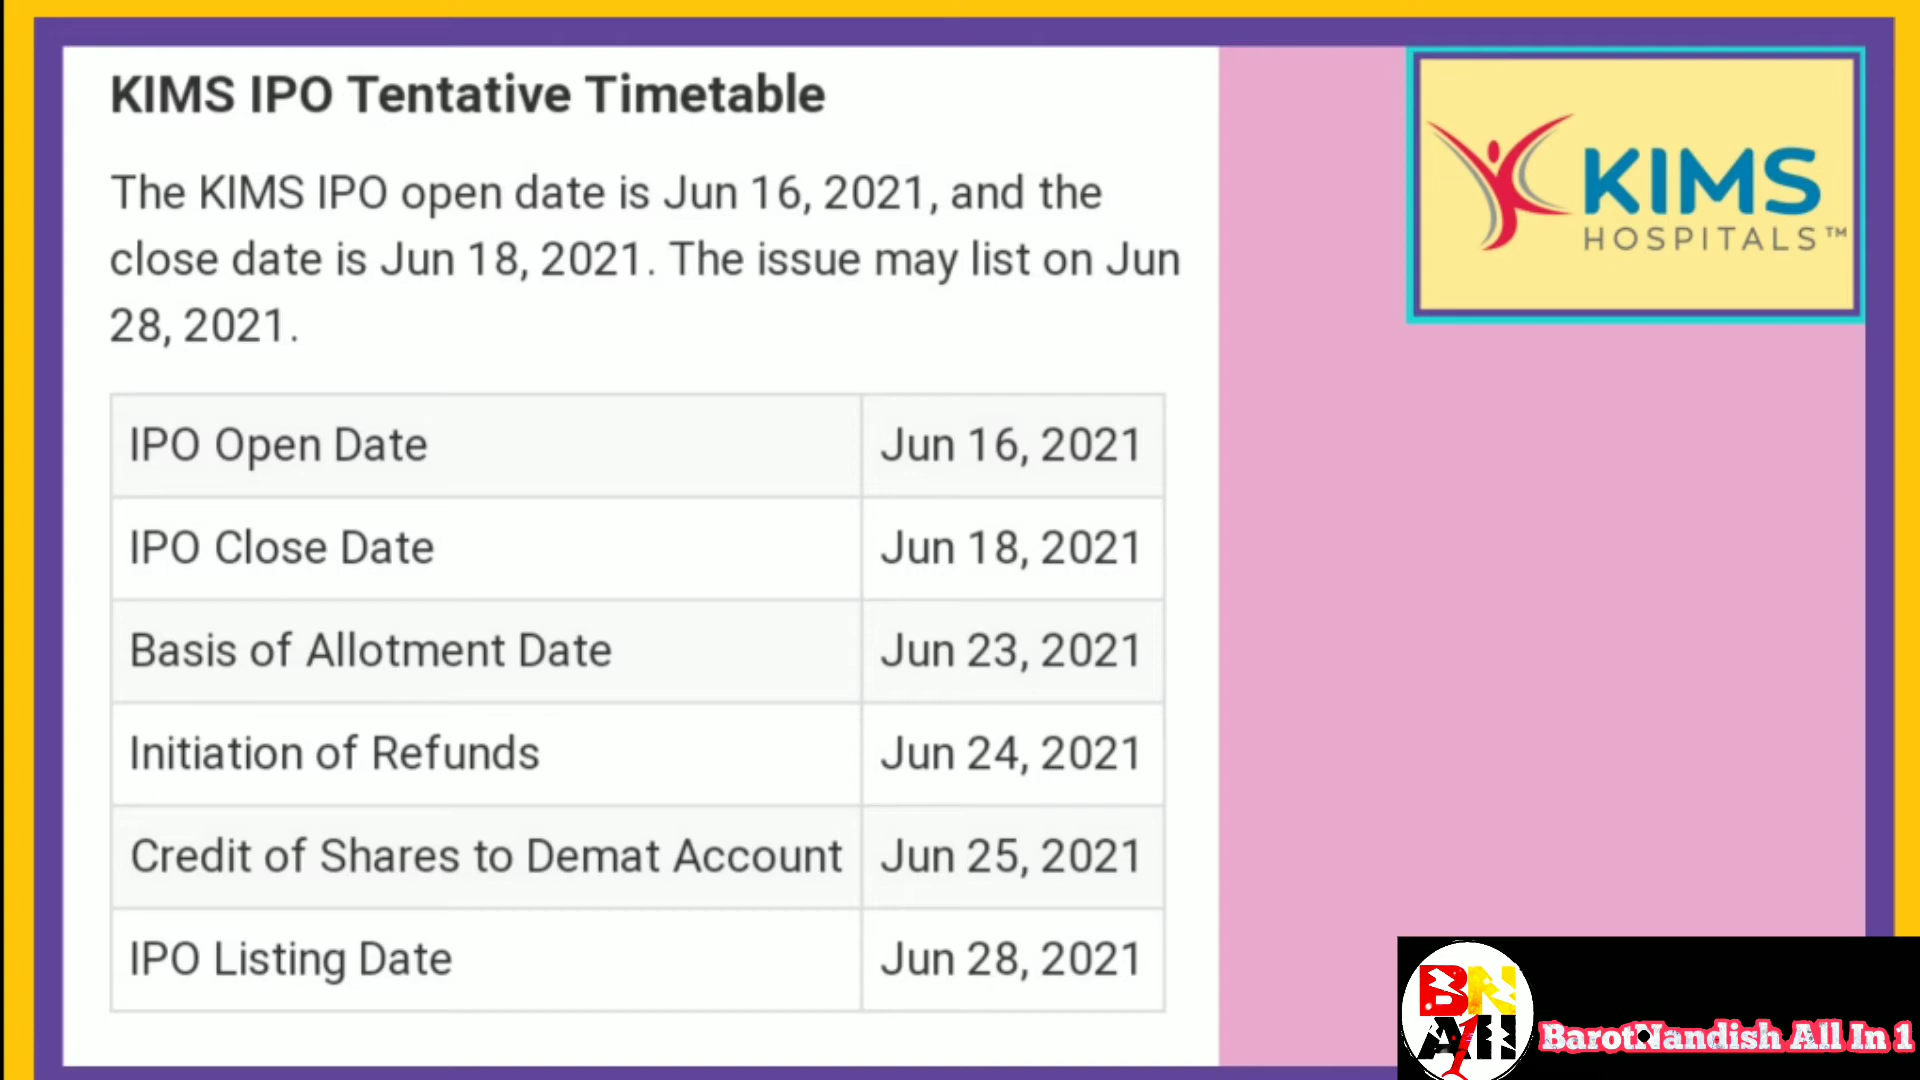 KIMS IPO Tentative Timetable
The KIMS IPO open date is Jun 16, 2021, and the
close date is Jun 18, 2021. The issue may list on Jun
28, 2021.
IPO Open Date Jun 16, 2021
IPO Close Date Jun 18, 2021
Basis of Allotment Date Jun 23, 2021
Initiation of Refunds Jun 24, 2021
Credit of Shares to Demat Account Jun 25, 2021
IPO Listing Date Jun 28, 2021
KIMS
HOSPITALS™
BN
A1I
BarotNandish All In 1